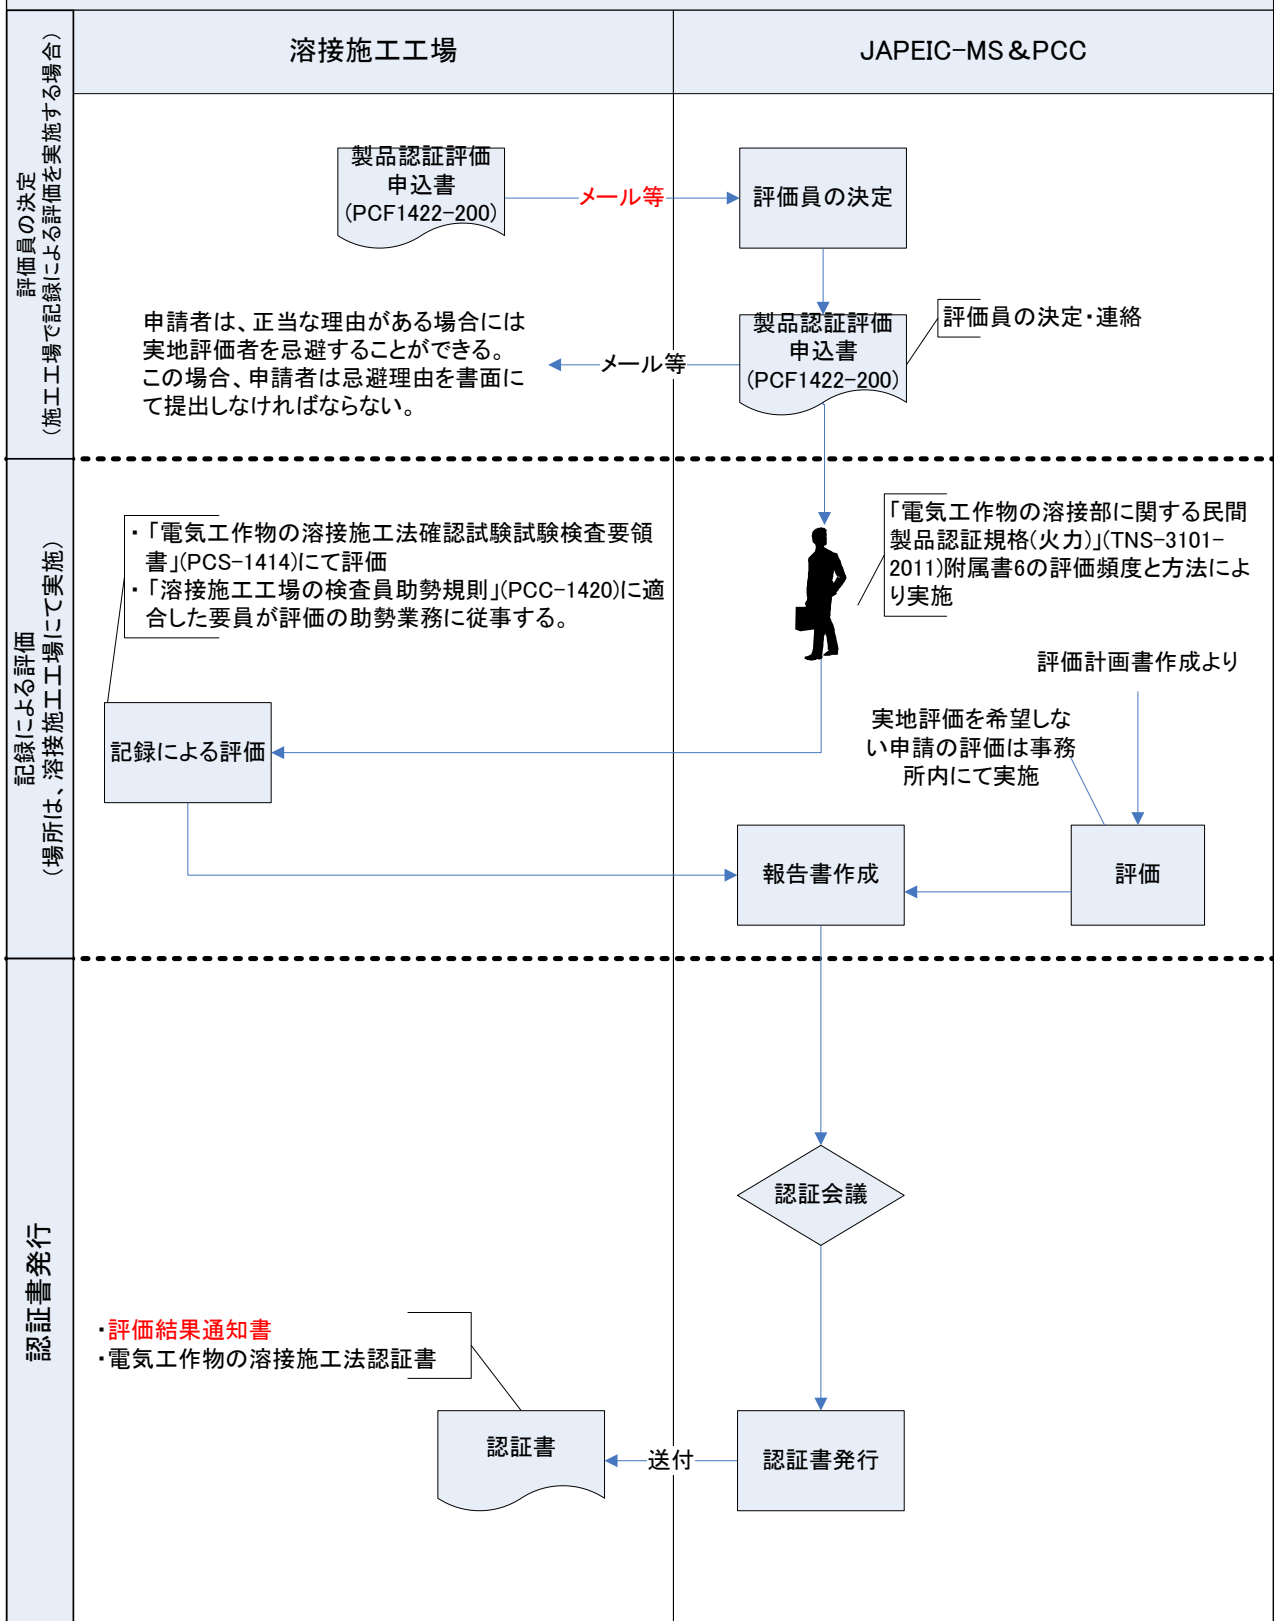 溶接施工工場
JAPEIC-MS&PCC
評価員の決定
(施工工場で記録による評価を実施する場合)
製品認証評価
申込書
(PCF1422-200)
メール等
評価員の決定
申請者は、正当な理由がある場合には
実地評価者を忌避することができる。
この場合、申請者は忌避理由を書面に
て提出しなければならない。
メール等
製品認証評価
申込書
(PCF1422-200)
評価員の決定・連絡
記録による評価
(場所は、溶接施工工場にて実施)
・「電気工作物の溶接施工法確認試験試験検査要領
書」(PCS-1414)にて評価
・「溶接施工工場の検査員助勢規則」(PCC-1420)に適
合した要員が評価の助勢業務に従事する。
「電気工作物の溶接部に関する民間
製品認証規格(火力)」(TNS-3101-
2011)附属書6の評価頻度と方法によ
り実施
評価計画書作成より
実地評価を希望しな
い申請の評価は事務
所内にて実施
記録による評価
報告書作成
評価
認証書発行
認証会議
・評価結果通知書
・電気工作物の溶接施工法認証書
認証書
送付
認証書発行